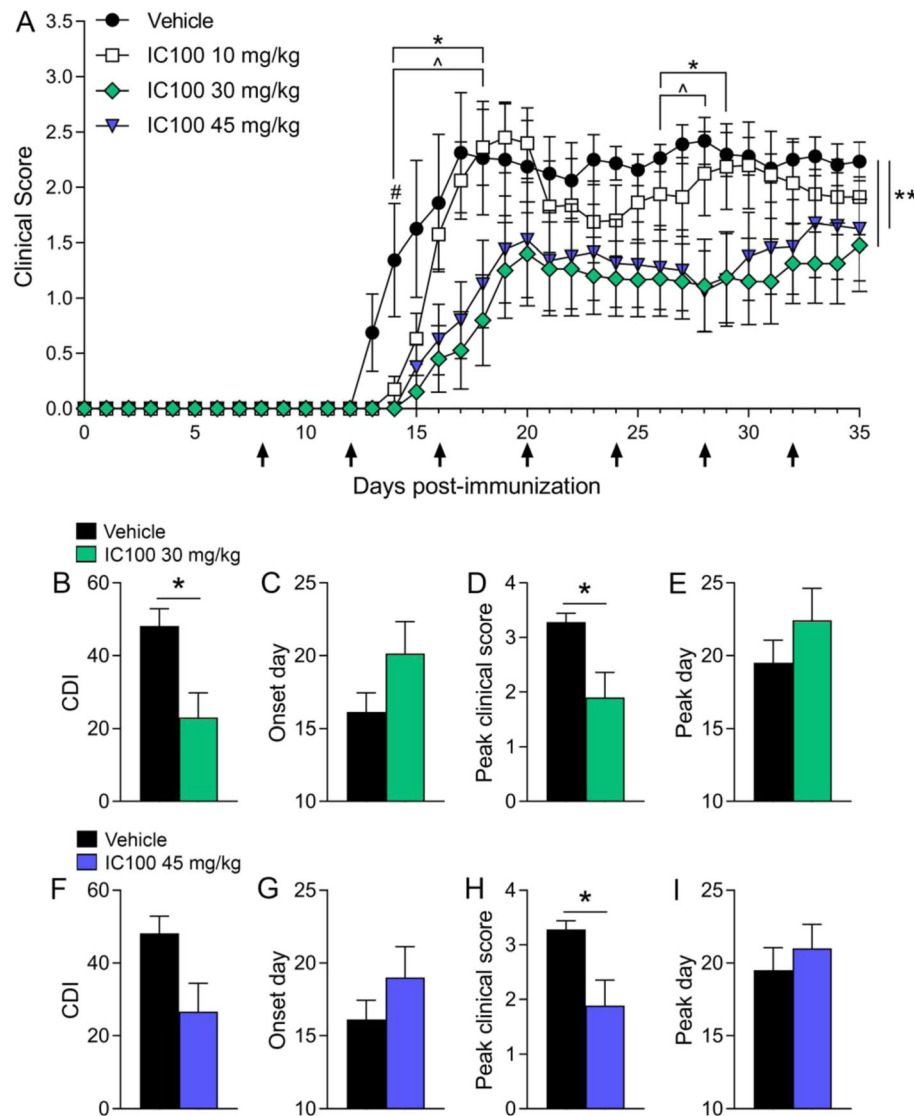 A
Vehicle
IC100 10 mg/kg
IC100 30 mg/kg
IC100 45 mg/kg
Clinical Score
3.5
3.0
2.5
2.0
1.5
1.0
0.5
0.0
#
*
^
*
^
**
0 5 10 15 20 25 30 35
Days post-immunization
Vehicle
IC100 30 mg/kg
B
CDI
60
40
20
0
*
C
Onset day
25
20
15
10
D
Peak clinical score
4
3
2
1
0
*
E
Peak day
25
20
15
10
Vehicle
IC100 45 mg/kg
F
CDI
60
40
20
0
G
Onset day
25
20
15
10
H
Peak clinical score
4
3
2
1
0
*
I
Peak day
25
20
15
10